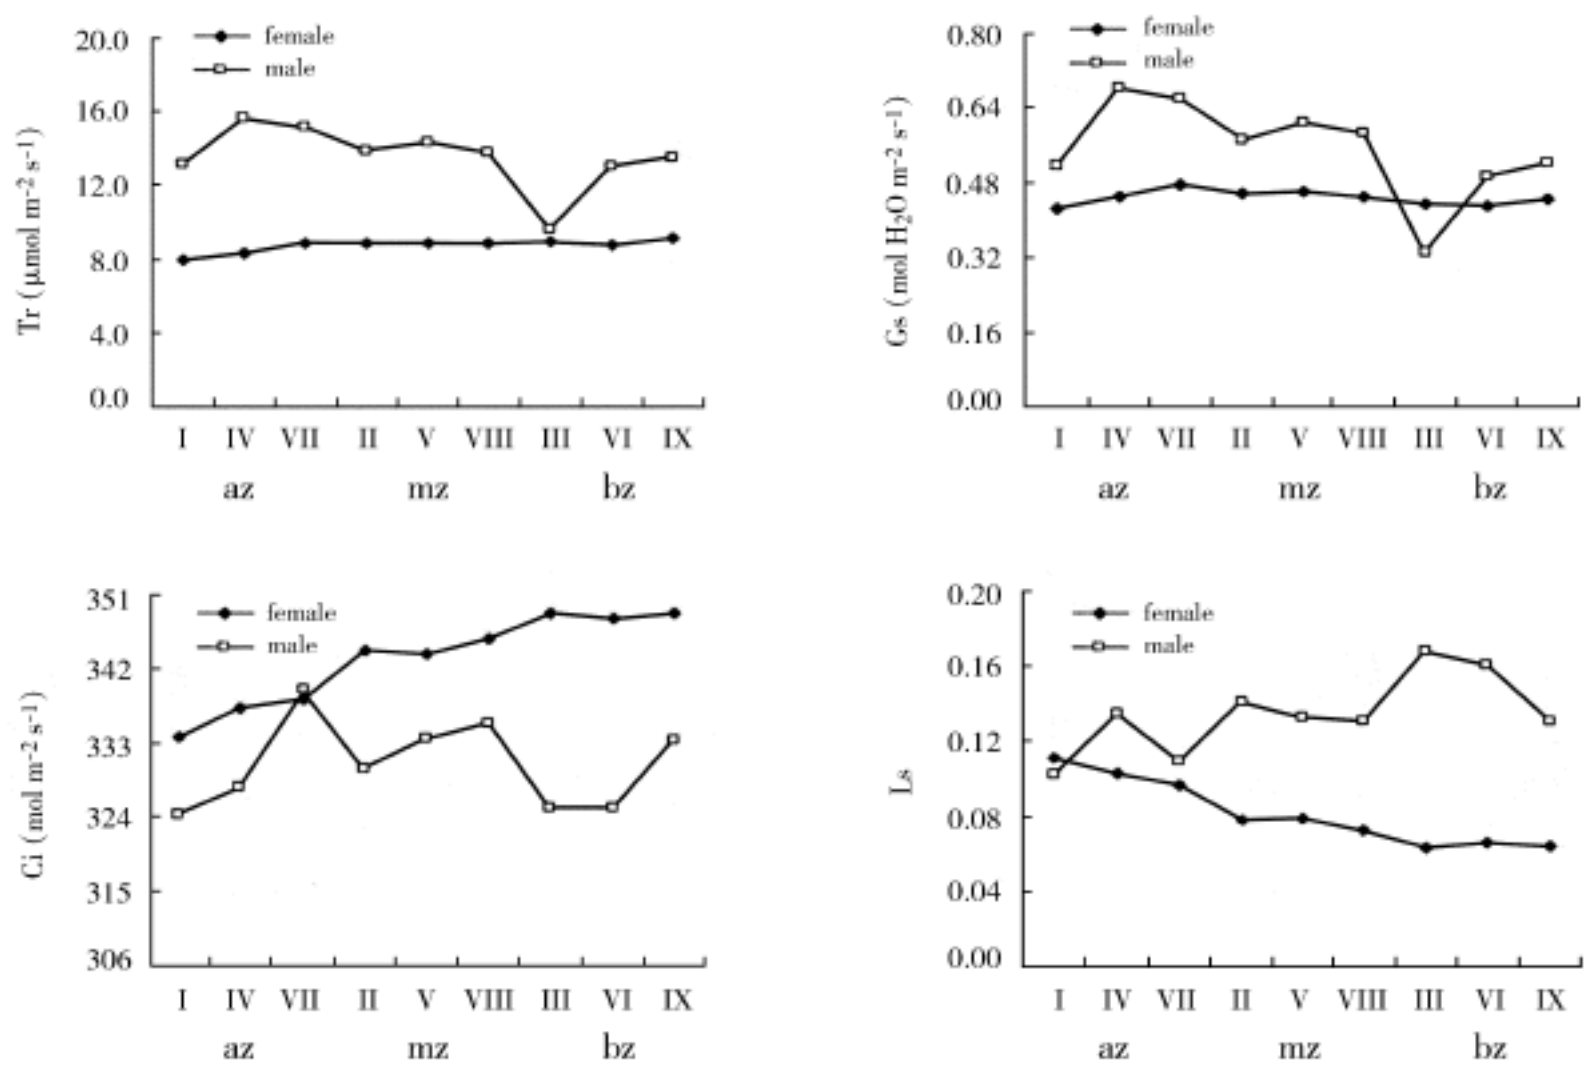 20.0
16.0
12.0
8.0
4.0
0.0
Tr (μmol m⁻² s⁻¹)
female
male
I IV VII II V VIII III VI IX
az mz bz
0.80
0.64
0.48
0.32
0.16
0.00
Gs (mol H₂O m⁻² s⁻¹)
female
male
I IV VII II V VIII III VI IX
az mz bz
351
342
333
324
315
306
Ci (mol m⁻² s⁻¹)
female
male
I IV VII II V VIII III VI IX
az mz bz
0.20
0.16
0.12
0.08
0.04
0.00
Ls
female
male
I IV VII II V VIII III VI IX
az mz bz